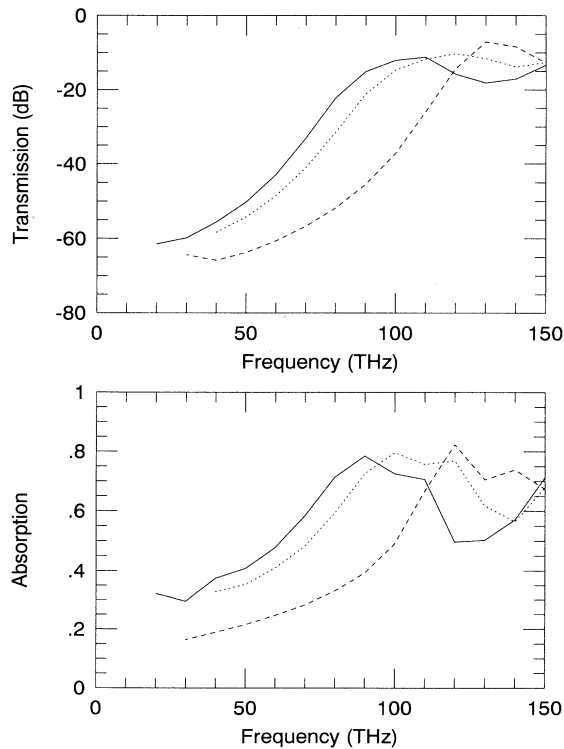 0
-20
-40
-60
-80
Transmission (dB)
0 50 100 150
Frequency (THz)
1
.8
.6
.4
.2
0
Absorption
0 50 100 150
Frequency (THz)